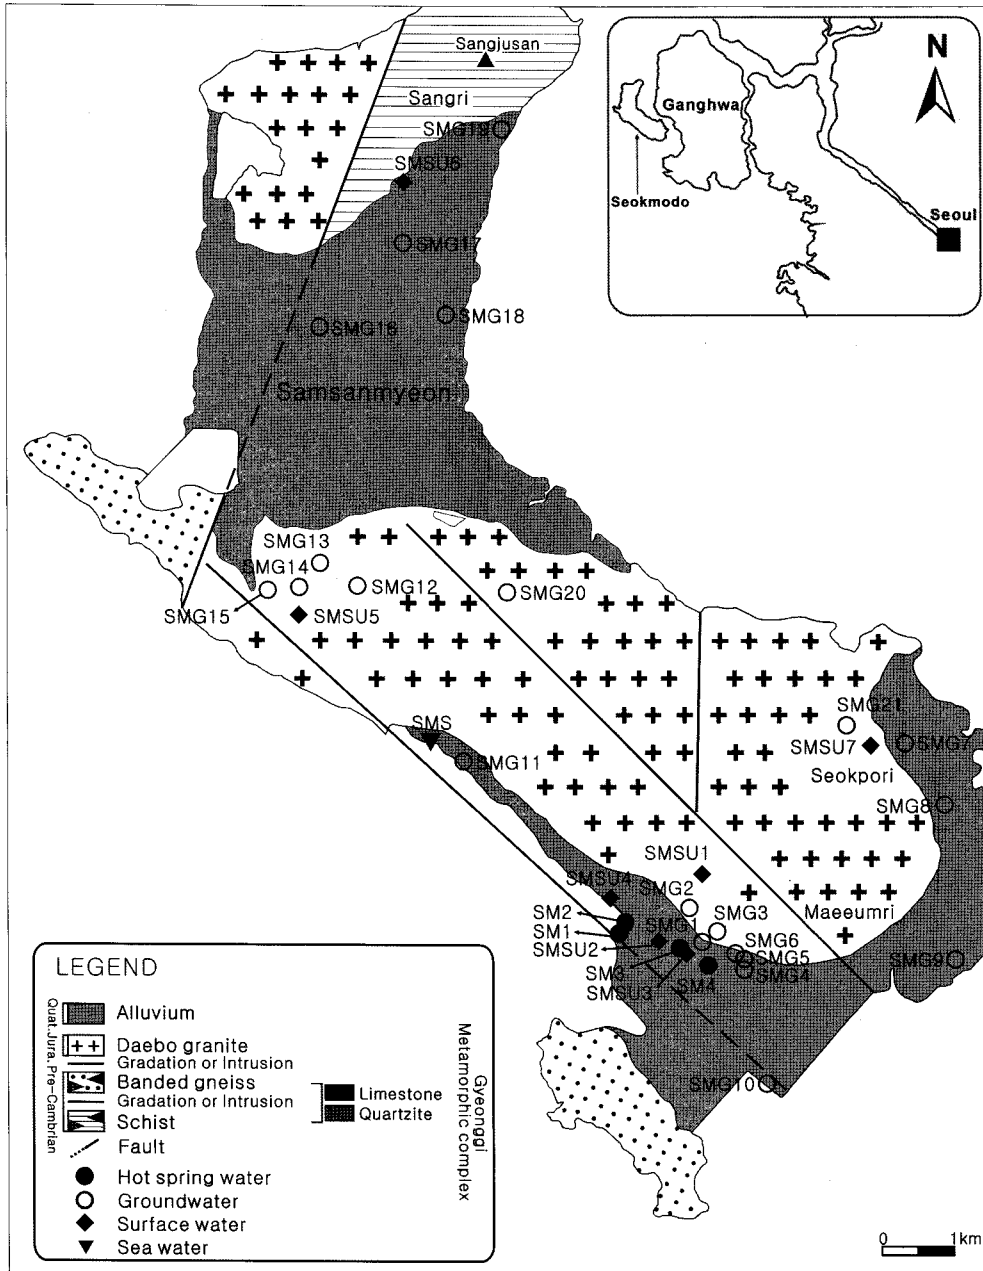 Sangjusan
Sangri
SMG19
SMSU6
SMG17
SMG18
SMG16
Samsanmyeon
N
Ganghwa
Seokmodo
Seoul
SMG13
SMG14
SMG12
SMG20
SMG15
SMSU5
SMS
SMG11
SMG21
SMSU7
SMG7
Seokpori
SMG8
SMSU1
SMSU4
SMG2
Maeeumri
SM2
SMG1
SMG3
SM1
SMSU2
SMG6
SMG5
SMG9
SM3
SM4
SMG4
SMSU3
SMG10
LEGEND
Quat.
Jura.
Pre-Cambrian
Alluvium
Daebo granite
Gradation or Intrusion
Banded gneiss
Gradation or Intrusion
Schist
Fault
Limestone
Quartzite
Gyeonggi
Metamorphic complex
Hot spring water
Groundwater
Surface water
Sea water
0 1km